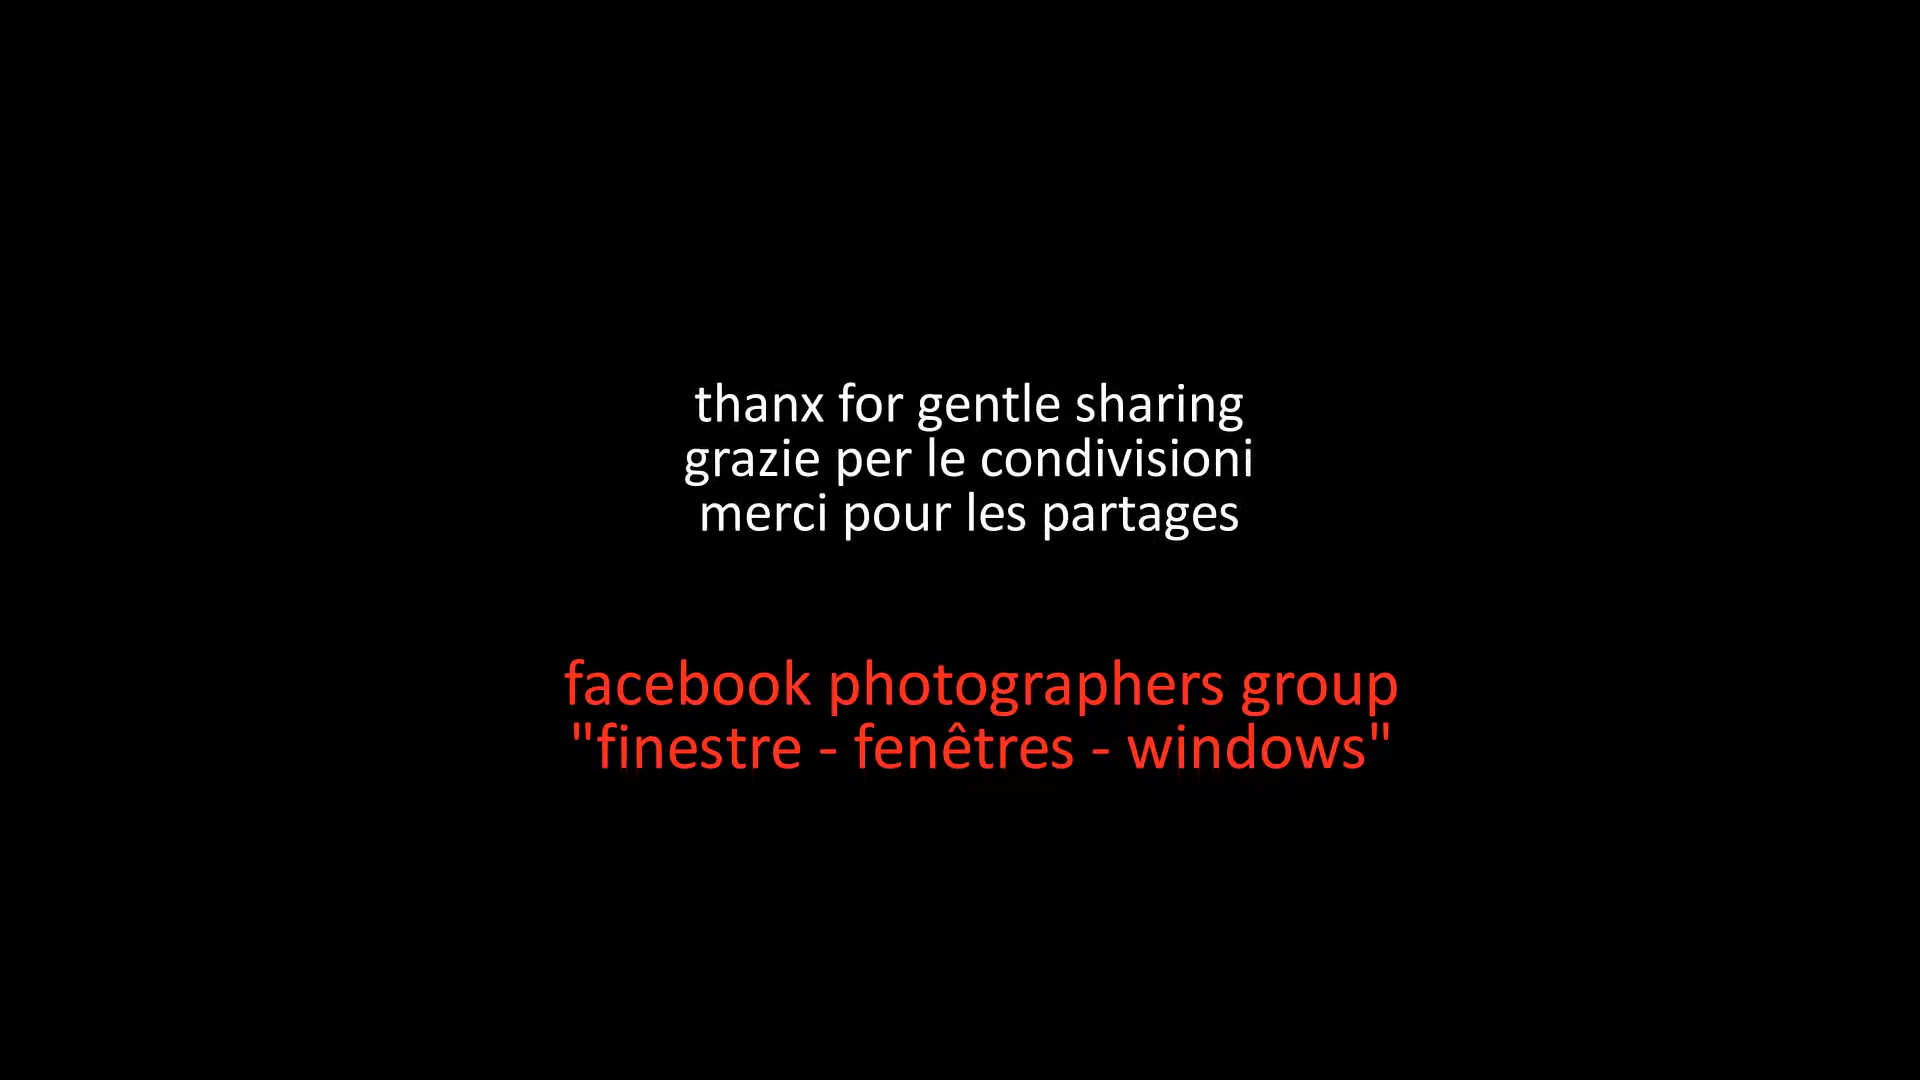 thanx for gentle sharing
grazie per le condivisioni
merci pour les partages
facebook photographers group
"finestre - fenêtres - windows"